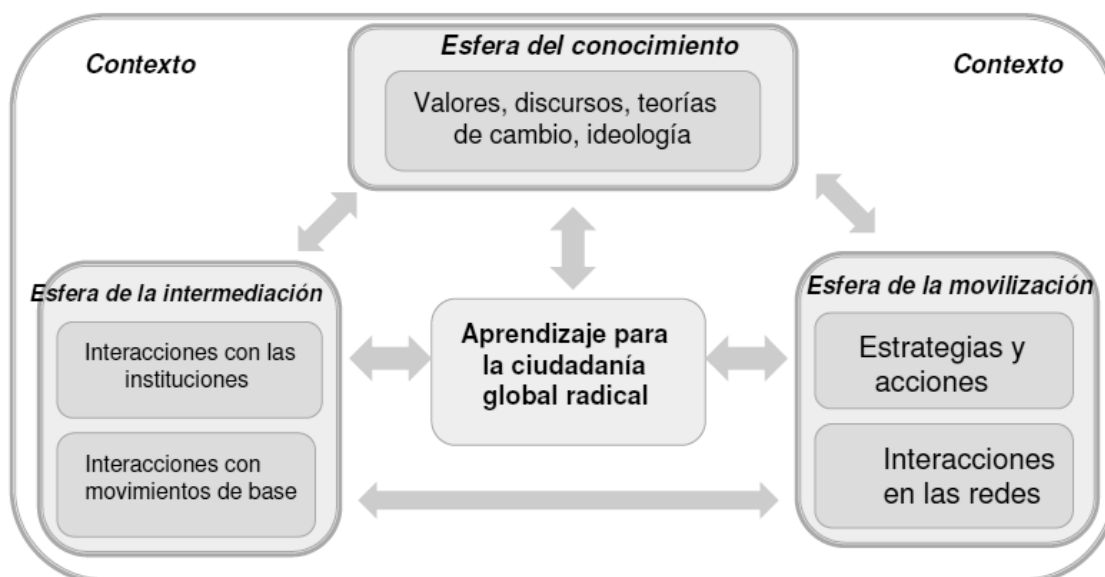 Contexto
Esfera del conocimiento
Contexto
Valores, discursos, teorías
de cambio, ideología
Esfera de la intermediación
Interacciones con las
instituciones
Interacciones con
movimientos de base
Aprendizaje para
la ciudadanía
global radical
Esfera de la movilización
Estrategias y
acciones
Interacciones
en las redes